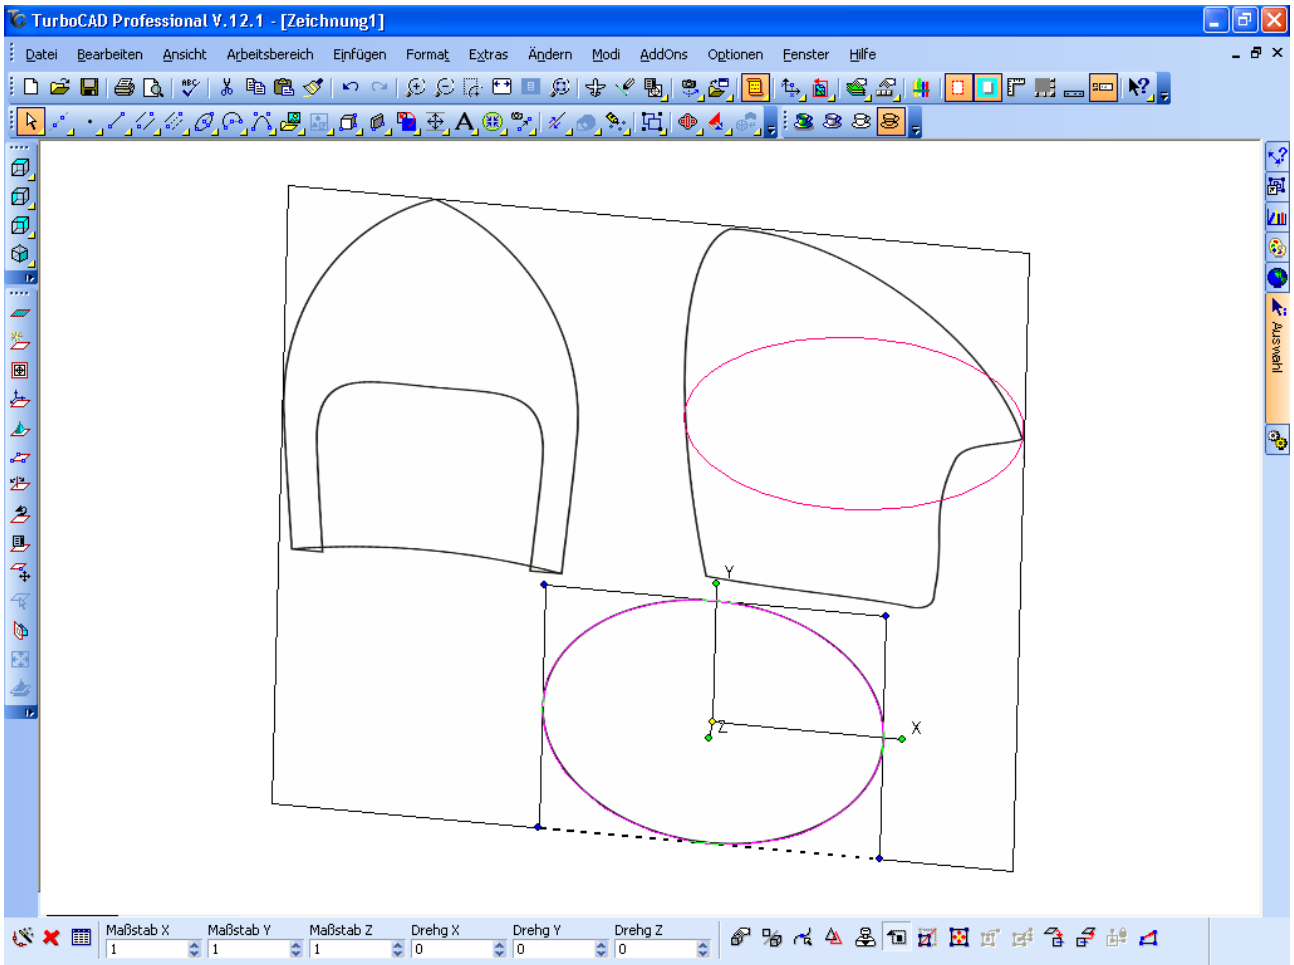 TurboCAD Professional V.12.1 - [Zeichnung1]
Datei Bearbeiten Ansicht Arbeitsbereich Einfügen Format Extras Ändern Modi AddOns Optionen Fenster Hilfe
ABC
A
Auswahl
Y
Z
X
Maßstab X Maßstab Y Maßstab Z Drehg X Drehg Y Drehg Z
1 1 1 0 0 0